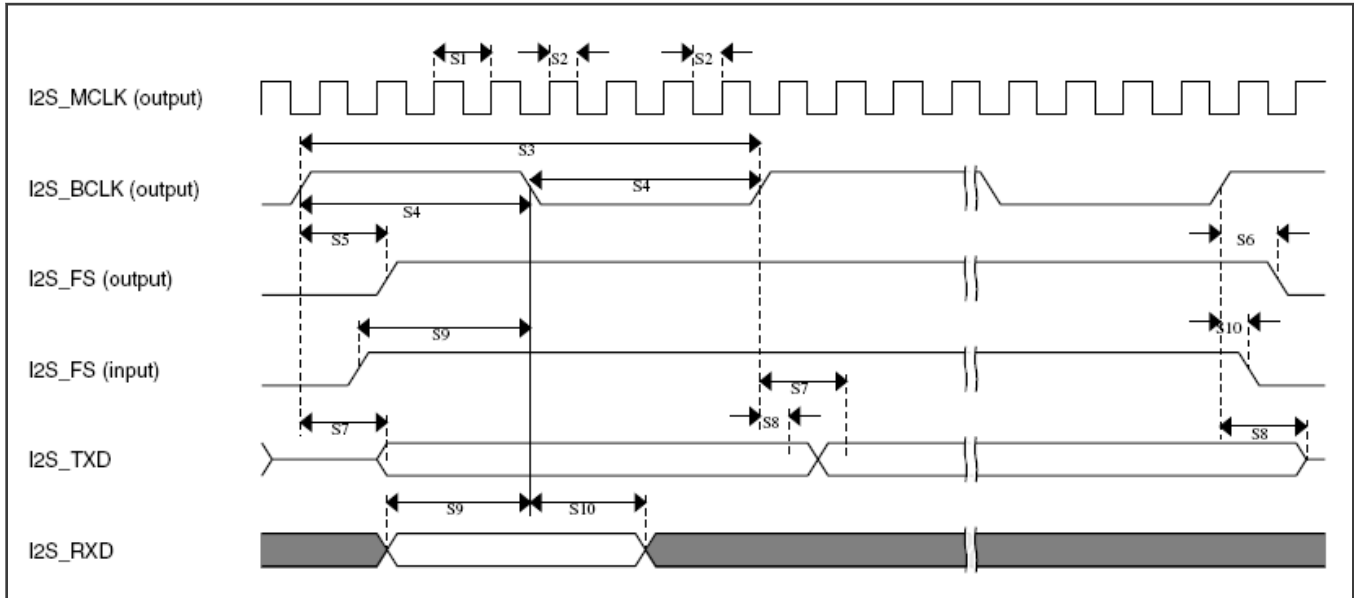 S1 S2 S2
I2S_MCLK (output)
S3
I2S_BCLK (output)
S4
S4
S5 S6
I2S_FS (output)
S9 S10
I2S_FS (input)
S7
S8
S7 S8
I2S_TXD
S9 S10
I2S_RXD